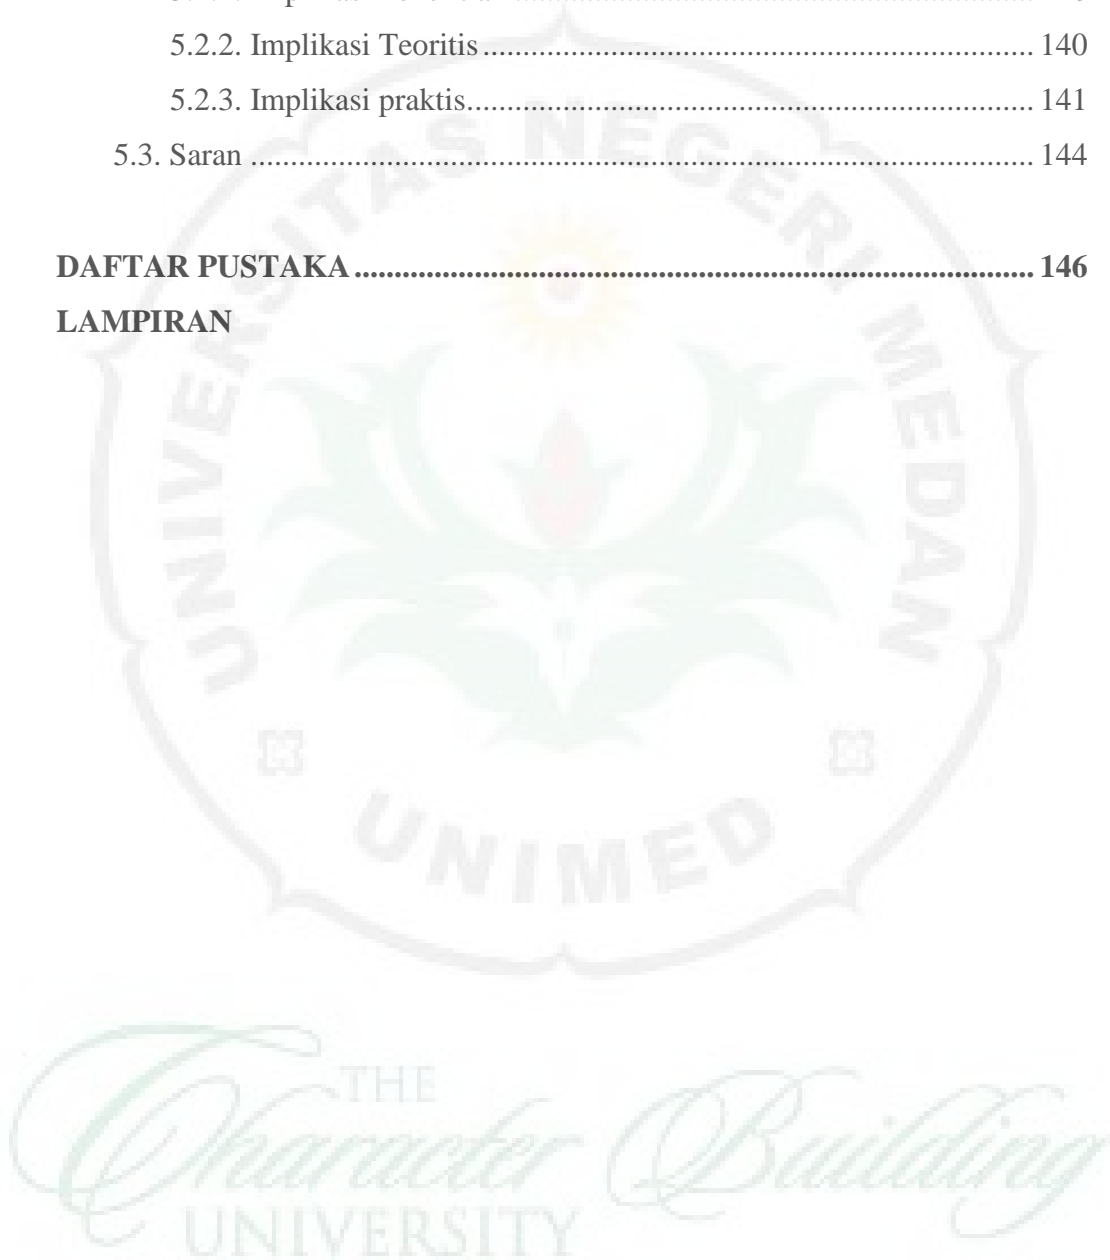 5.2.2. Implikasi Teoritis ........................................................................ 140
5.2.3. Implikasi praktis......................................................................... 141
5.3. Saran .................................................................................................... 144
DAFTAR PUSTAKA ...................................................................................... 146
LAMPIRAN
UNIVERSITAS NEGERI MEDAN
UNIMED
THE
Character Building
UNIVERSITY